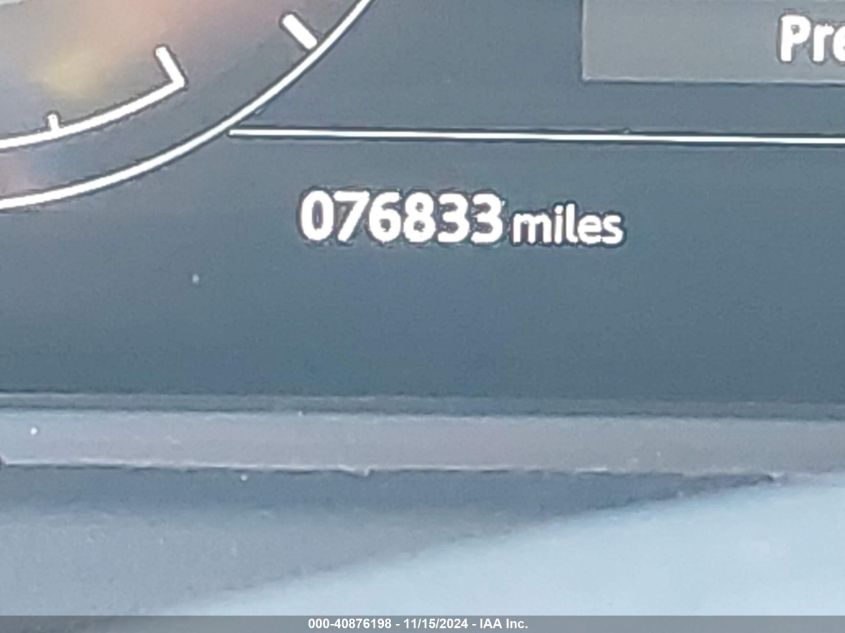 Pre
076833 miles
000-40876198 - 11/15/2024 - IAA Inc.